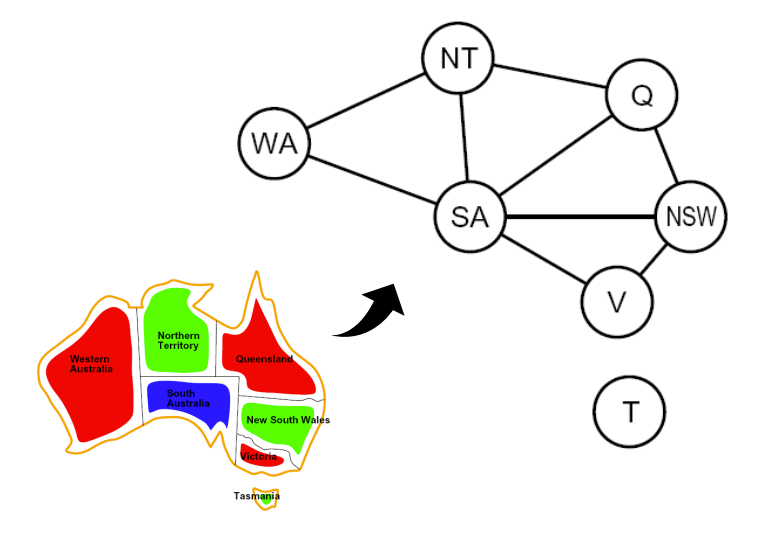 NT
Q
WA
SA
NSW
V
T
Northern
Territory
Western
Australia
Queensland
South
Australia
New South Wales
Victoria
Tasmania